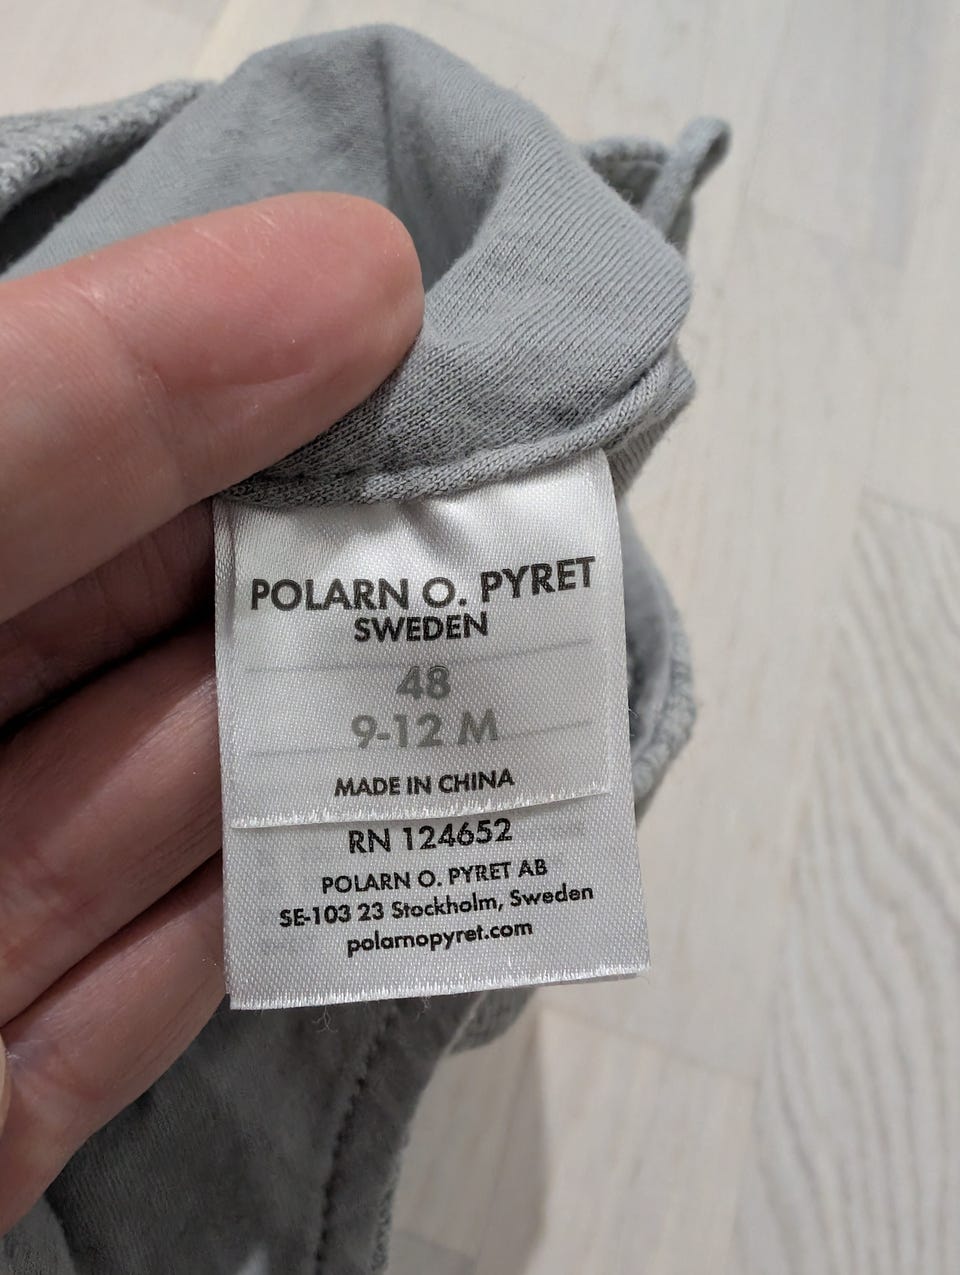 POLARN O. PYRET
SWEDEN
48
9-12 M
MADE IN CHINA
RN 124652
POLARN O. PYRET AB
SE-103 23 Stockholm, Sweden
polarnopyret.com